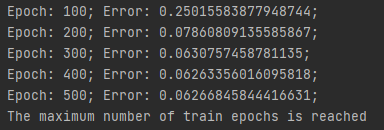 Epoch: 100; Error: 0.25015583877948744;
Epoch: 200; Error: 0.07860809135585867;
Epoch: 300; Error: 0.0630757458781135;
Epoch: 400; Error: 0.06263356016095818;
Epoch: 500; Error: 0.06266845844416631;
The maximum number of train epochs is reached